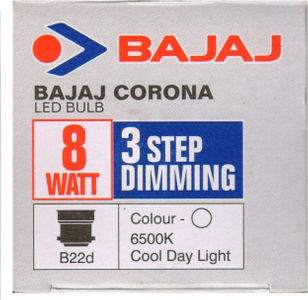 BAJAJ
BAJAJ CORONA
LED BULB
8 WATT
3 STEP
DIMMING
B22d
Colour -
6500K
Cool Day Light